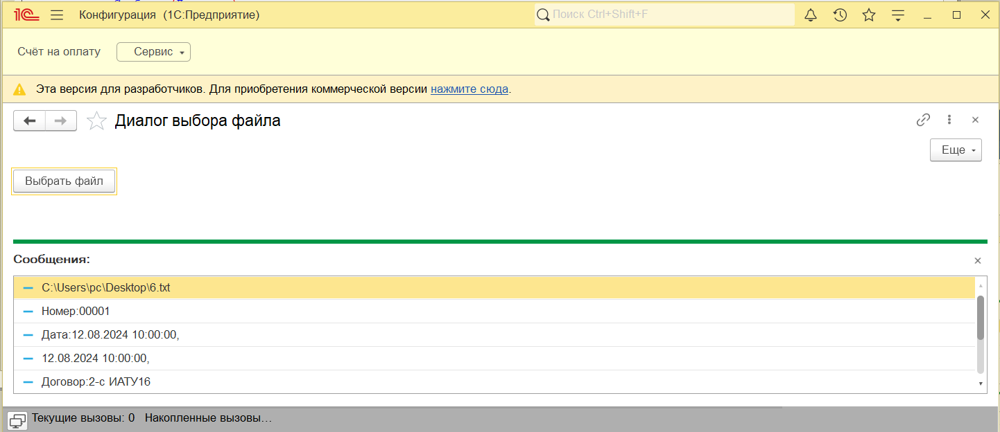 1С Конфигурация (1С:Предприятие) Поиск Ctrl+Shift+F
Счёт на оплату Сервис
Эта версия для разработчиков. Для приобретения коммерческой версии нажмите сюда.
Диалог выбора файла
Еще
Выбрать файл
Сообщения:
C:\Users\pc\Desktop\6.txt
Номер:00001
Дата:12.08.2024 10:00:00,
12.08.2024 10:00:00,
Договор:2-с ИАТУ16
Текущие вызовы: 0 Накопленные вызовы...